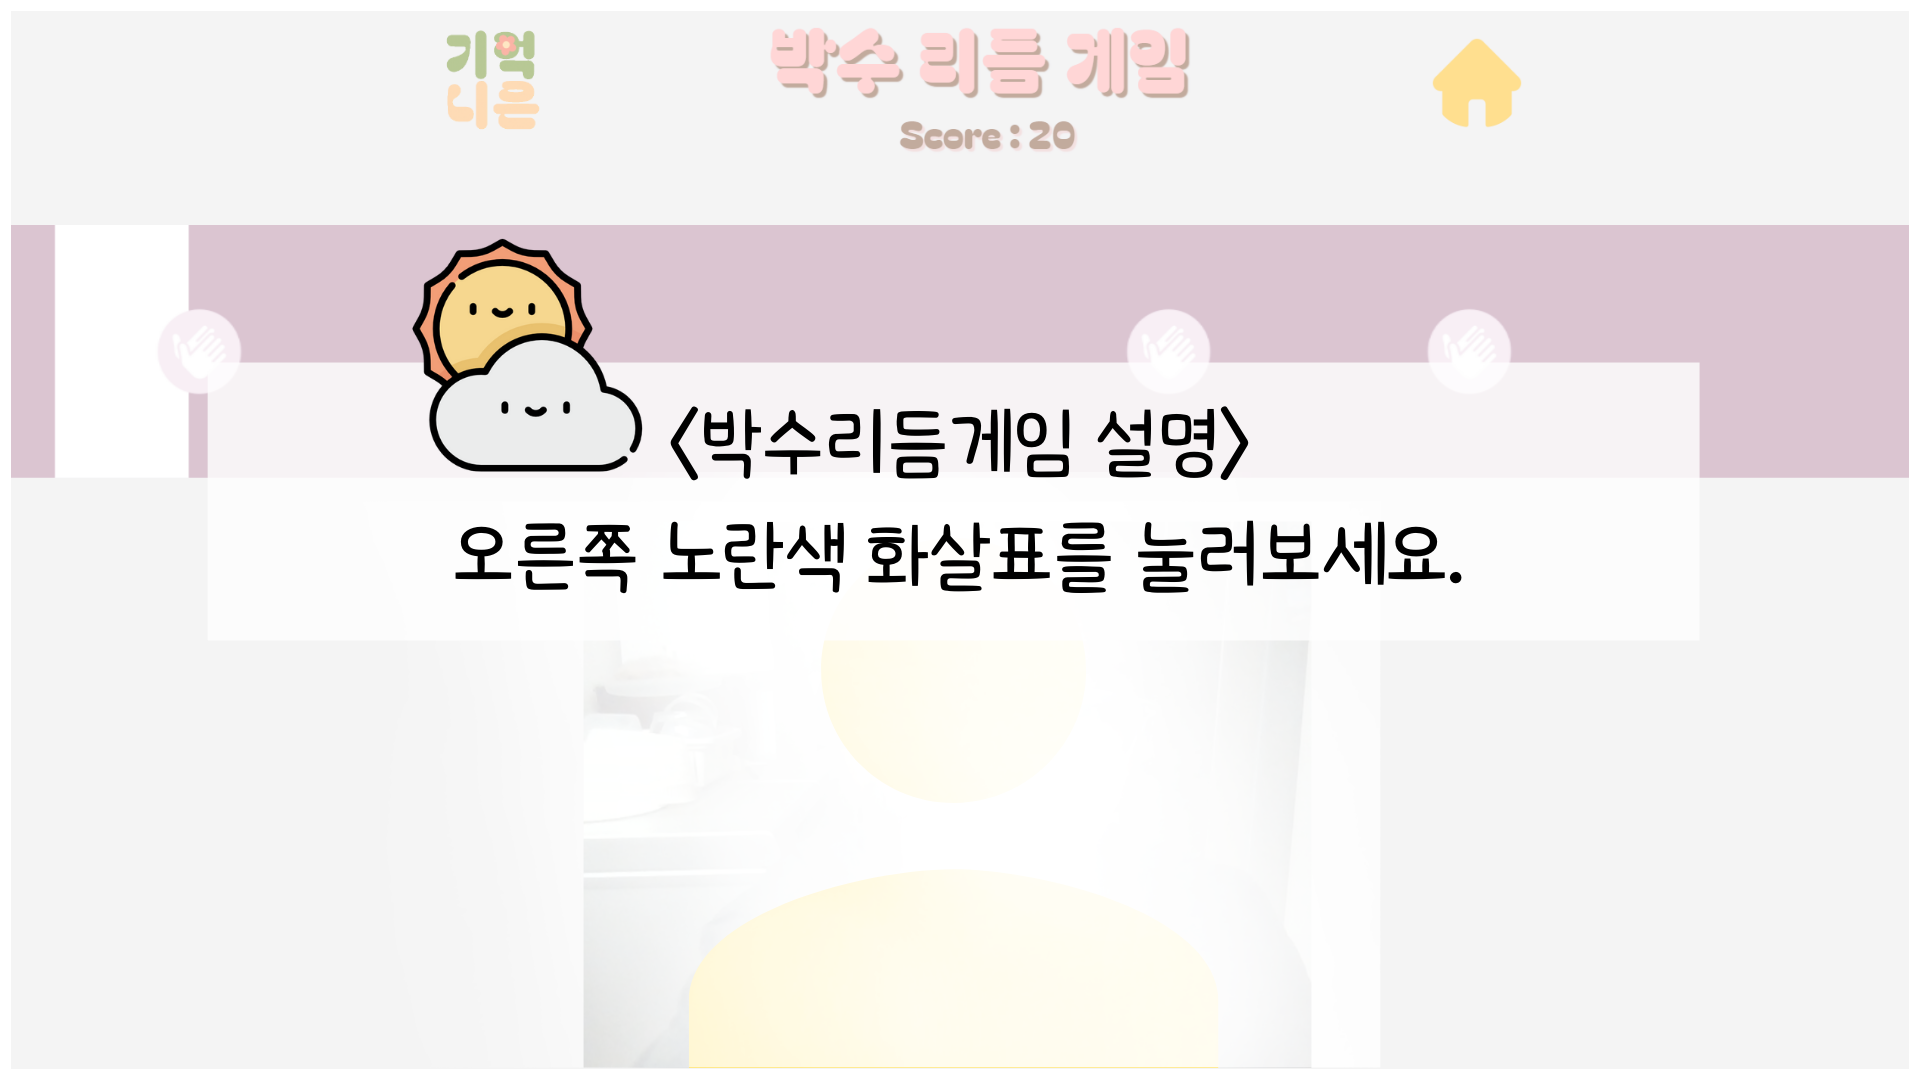 기억
니은
박수 리듬 게임
Score : 20
<박수리듬게임 설명>
오른쪽 노란색 화살표를 눌러보세요.